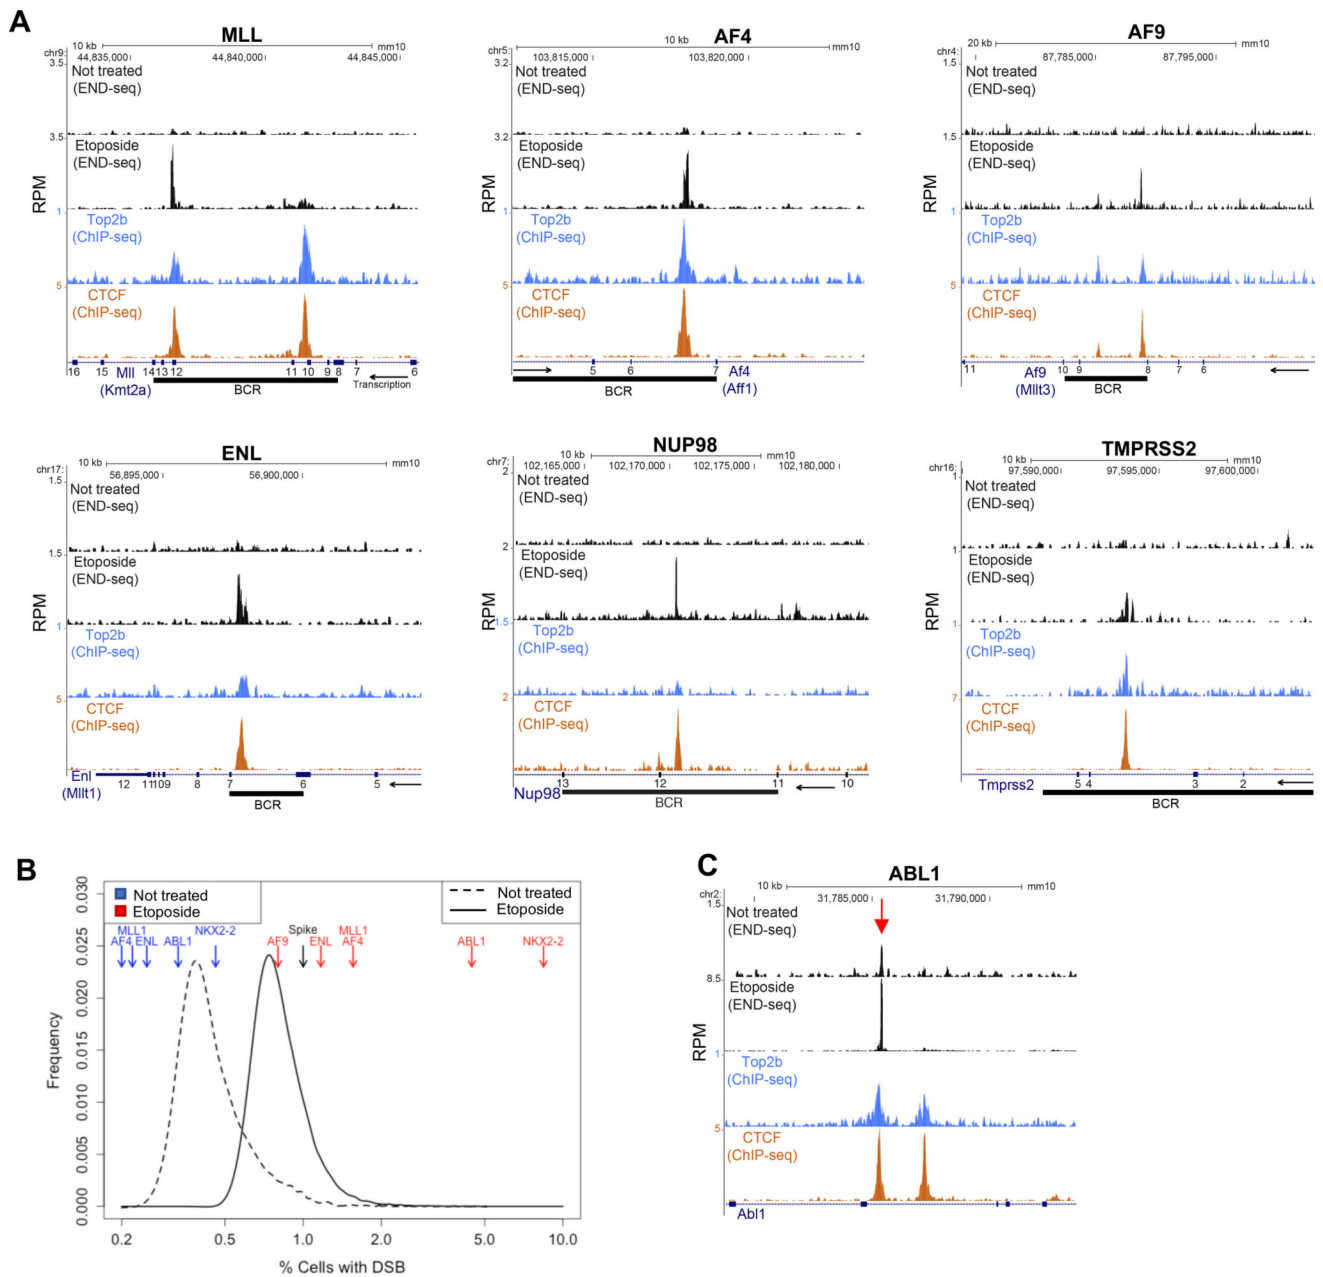 A
MLL
10 kb mm10
chr9: 44,835,000 44,840,000 44,845,000
3.5
Not treated
(END-seq)
3.5
Etoposide
(END-seq)
RPM
1
Top2b
(ChIP-seq)
5
CTCF
(ChIP-seq)
16 15 Mll 14 13 12 11 10 9 8 7 6
Transcription
(Kmt2a) BCR
AF4
10 kb mm10
chr5: 103,815,000 103,820,000
3.2
Not treated
(END-seq)
3.2
Etoposide
(END-seq)
1
Top2b
(ChIP-seq)
5
CTCF
(ChIP-seq)
5 6 7 Af4
BCR (Aff1)
AF9
20 kb mm10
chr4: 87,785,000 87,795,000
1.5
Not treated
(END-seq)
1.5
Etoposide
(END-seq)
RPM
1
Top2b
(ChIP-seq)
5
CTCF
(ChIP-seq)
11 Af9 10 9 8 7 6
(Mllt3) BCR
ENL
10 kb mm10
chr17: 56,895,000 56,900,000
1.5
Not treated
(END-seq)
1.5
Etoposide
(END-seq)
RPM
1
Top2b
(ChIP-seq)
5
CTCF
(ChIP-seq)
Enl 12 11 10 9 8 7 6 5
(Mllt1) BCR
NUP98
10 kb mm10
chr7: 102,165,000 102,170,000 102,175,000 102,180,000
2
Not treated
(END-seq)
2
Etoposide
(END-seq)
1.5
Top2b
(ChIP-seq)
2
CTCF
(ChIP-seq)
13 12 11 10
Nup98 BCR
TMPRSS2
10 kb mm10
chr16: 97,590,000 97,595,000 97,600,000
1
Not treated
(END-seq)
1
Etoposide
(END-seq)
RPM
1
Top2b
(ChIP-seq)
7
CTCF
(ChIP-seq)
Tmprss2 5 4 3 2
BCR
B
Not treated
Etoposide
Not treated
Etoposide
MLL1 NKX2-2 Spike MLL1
AF4 ENL ABL1 AF9 ENL AF4 ABL1 NKX2-2
Frequency
0.030
0.025
0.020
0.015
0.010
0.005
0.000
0.2 0.5 1.0 2.0 5.0 10.0
% Cells with DSB
C
ABL1
10 kb mm10
chr2: 31,785,000 31,790,000
1.5
Not treated
(END-seq)
8.5
Etoposide
(END-seq)
RPM
1
Top2b
(ChIP-seq)
5
CTCF
(ChIP-seq)
Abl1